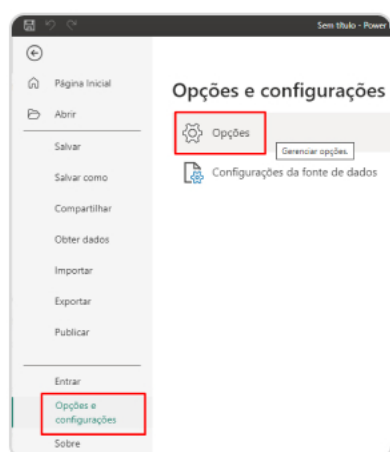 Sem título - Power
Página Inicial
Abrir
Salvar
Salvar como
Compartilhar
Obter dados
Importar
Exportar
Publicar
Entrar
Opções e
configurações
Sobre
Opções e configurações
Opções
Gerenciar opções.
Configurações da fonte de dados